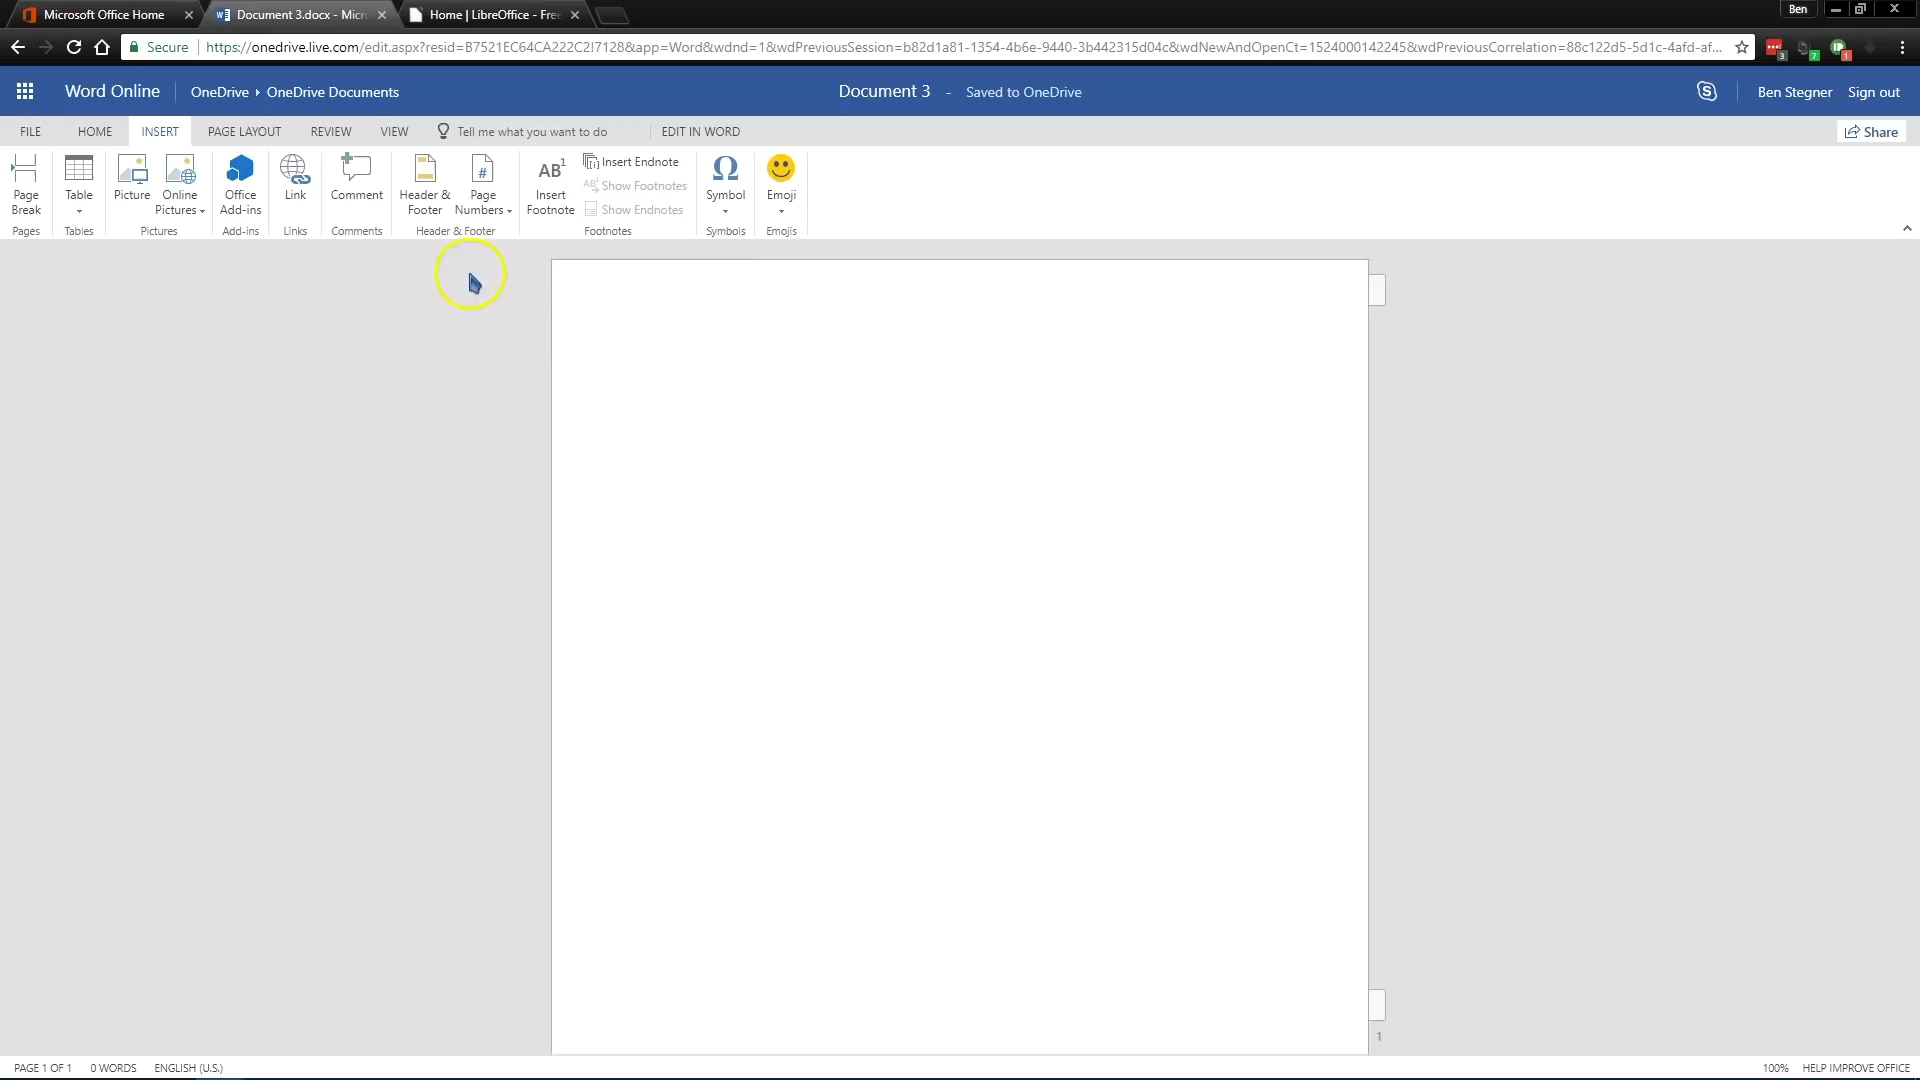 Microsoft Office Home
Document 3.docx - Micr
Home | LibreOffice - Free
Ben
Secure
https://onedrive.live.com/edit.aspx?resid=B7521EC64CA222C2!7128&app=Word&wdnd=1&wdPreviousSession=b82d1a81-1354-4b6e-9440-3b442315d04c&wdNewAndOpenCt=1524000142245&wdPreviousCorrelation=88c122d5-5d1c-4afd-af...
3
7
1
Word Online
OneDrive
OneDrive Documents
Document 3 - Saved to OneDrive
Ben Stegner
Sign out
FILE
HOME
INSERT
PAGE LAYOUT
REVIEW
VIEW
Tell me what you want to do
EDIT IN WORD
Share
Page
Break
Table
Picture
Online
Pictures
Office
Add-ins
Link
Comment
Header &
Footer
#
Page
Numbers
AB1
Insert
Footnote
Insert Endnote
Show Footnotes
Show Endnotes
Ω
Symbol
Emoji
Pages
Tables
Pictures
Add-ins
Links
Comments
Header & Footer
Footnotes
Symbols
Emojis
1
PAGE 1 OF 1
0 WORDS
ENGLISH (U.S.)
100%
HELP IMPROVE OFFICE